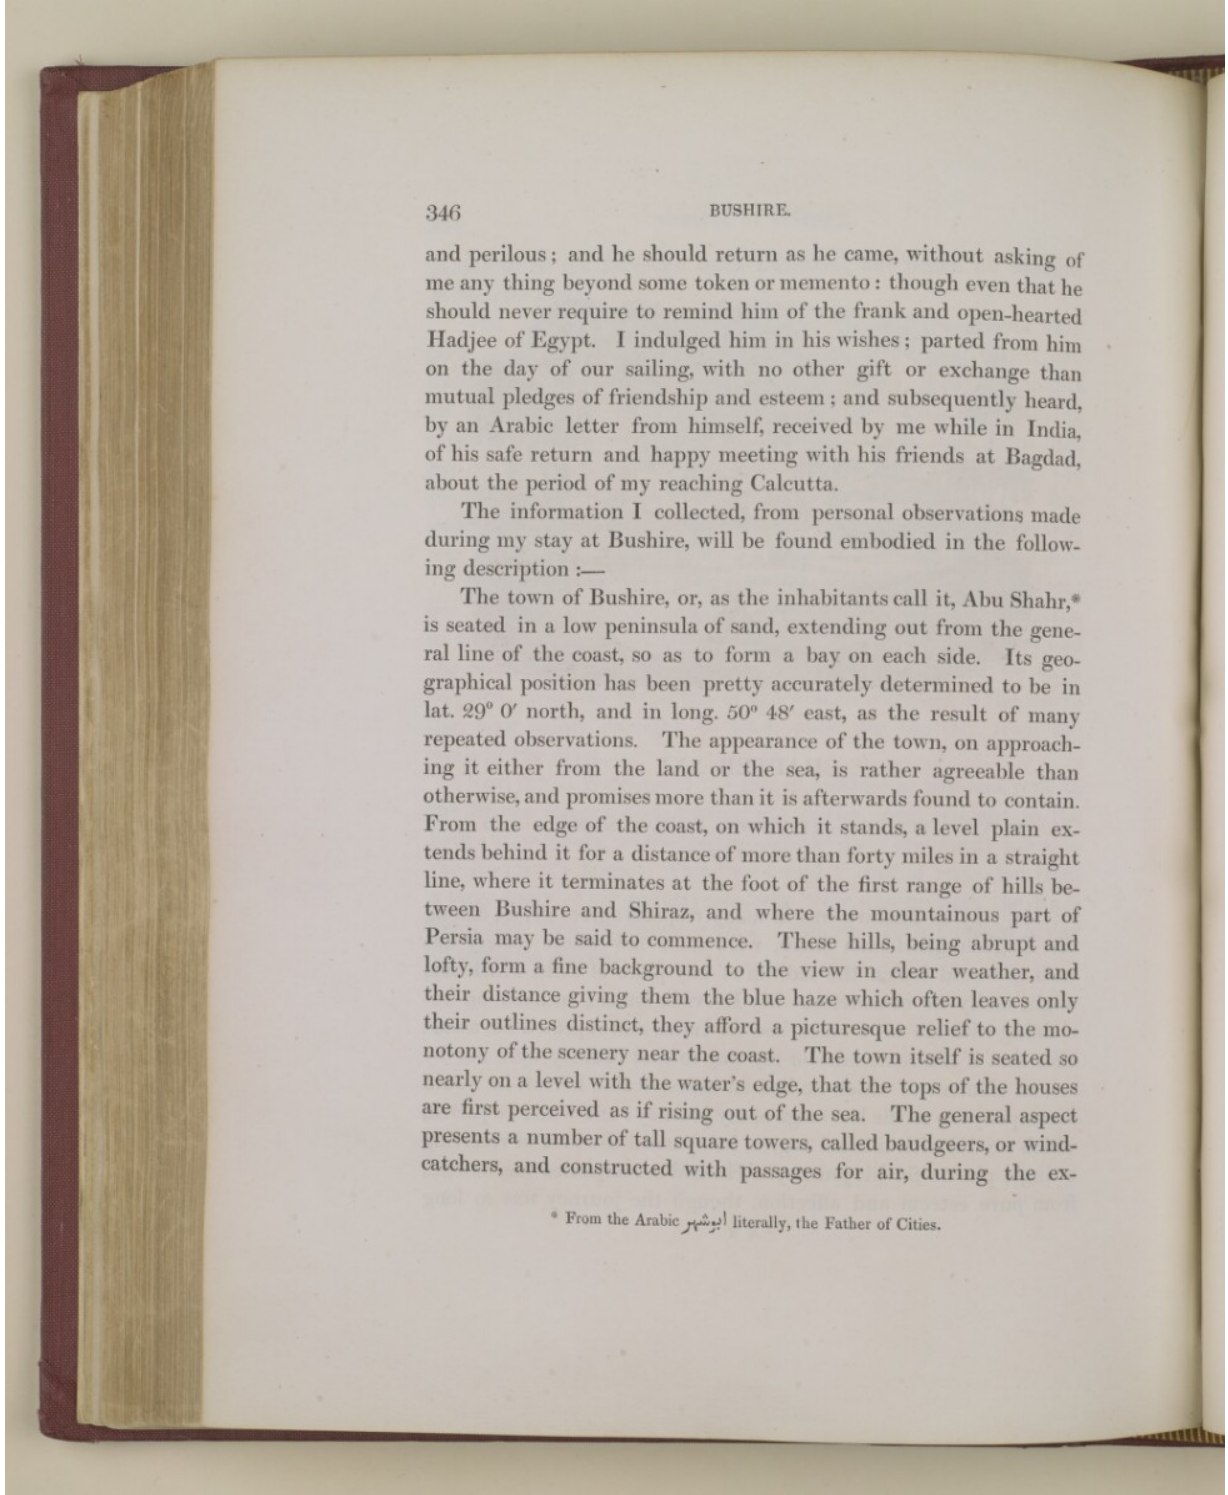 346 BUSHIRE.
and perilous; and he should return as he came, without asking of
me any thing beyond some token or memento: though even that he
should never require to remind him of the frank and open-hearted
Hadjee of Egypt. I indulged him in his wishes; parted from him
on the day of our sailing, with no other gift or exchange than
mutual pledges of friendship and esteem; and subsequently heard,
by an Arabic letter from himself, received by me while in India,
of his safe return and happy meeting with his friends at Bagdad,
about the period of my reaching Calcutta.
The information I collected, from personal observations made
during my stay at Bushire, will be found embodied in the follow-
ing description :—
The town of Bushire, or, as the inhabitants call it, Abu Shahr,*
is seated in a low peninsula of sand, extending out from the gene-
ral line of the coast, so as to form a bay on each side. Its geo-
graphical position has been pretty accurately determined to be in
lat. 29° 0′ north, and in long. 50° 48′ east, as the result of many
repeated observations. The appearance of the town, on approach-
ing it either from the land or the sea, is rather agreeable than
otherwise, and promises more than it is afterwards found to contain.
From the edge of the coast, on which it stands, a level plain ex-
tends behind it for a distance of more than forty miles in a straight
line, where it terminates at the foot of the first range of hills be-
tween Bushire and Shiraz, and where the mountainous part of
Persia may be said to commence. These hills, being abrupt and
lofty, form a fine background to the view in clear weather, and
their distance giving them the blue haze which often leaves only
their outlines distinct, they afford a picturesque relief to the mo-
notony of the scenery near the coast. The town itself is seated so
nearly on a level with the water's edge, that the tops of the houses
are first perceived as if rising out of the sea. The general aspect
presents a number of tall square towers, called baudgeers, or wind-
catchers, and constructed with passages for air, during the ex-
* From the Arabic ابوشهر literally, the Father of Cities.